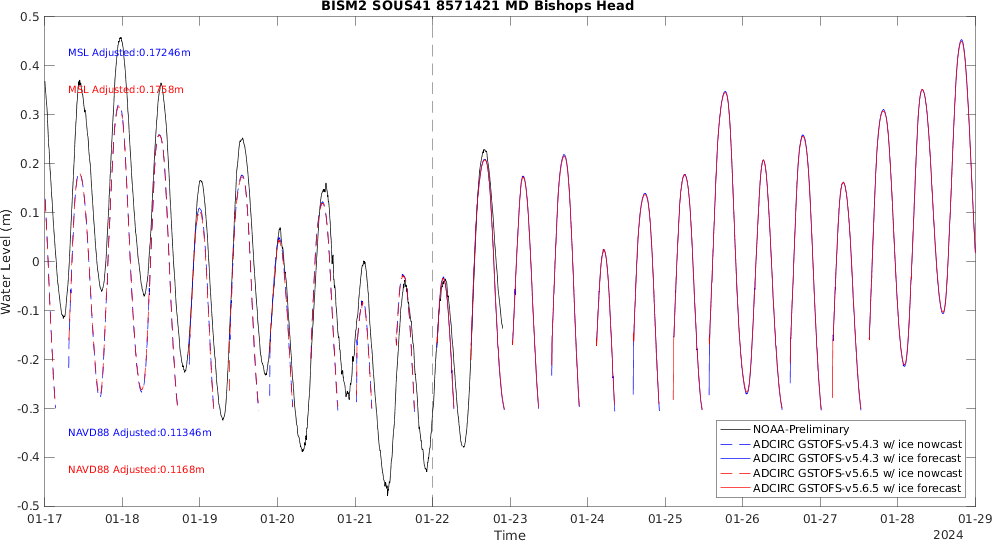 BISM2 SOUS41 8571421 MD Bishops Head
0.5
0.4
0.3
0.2
0.1
0
-0.1
-0.2
-0.3
-0.4
-0.5
Water Level (m)
MSL Adjusted:0.17246m
MSL Adjusted:0.1758m
NAVD88 Adjusted:0.11346m
NAVD88 Adjusted:0.1168m
NOAA-Preliminary
ADCIRC GSTOFS-v5.4.3 w/ ice nowcast
ADCIRC GSTOFS-v5.4.3 w/ ice forecast
ADCIRC GSTOFS-v5.6.5 w/ ice nowcast
ADCIRC GSTOFS-v5.6.5 w/ ice forecast
01-17 01-18 01-19 01-20 01-21 01-22 01-23 01-24 01-25 01-26 01-27 01-28 01-29
Time
2024